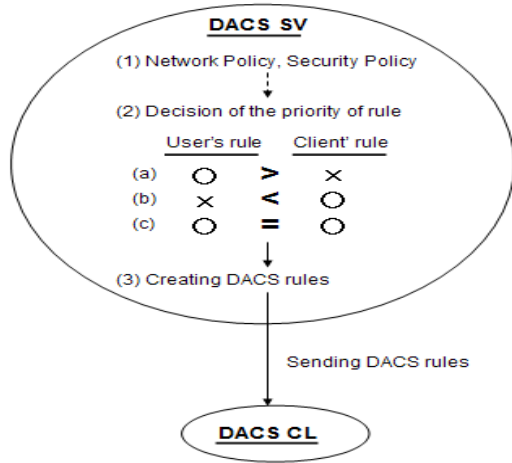 DACS SV
(1) Network Policy, Security Policy
(2) Decision of the priority of rule
User's rule Client' rule
(a) ○ > ×
(b) × < ○
(c) ○ = ○
(3) Creating DACS rules
Sending DACS rules
DACS CL